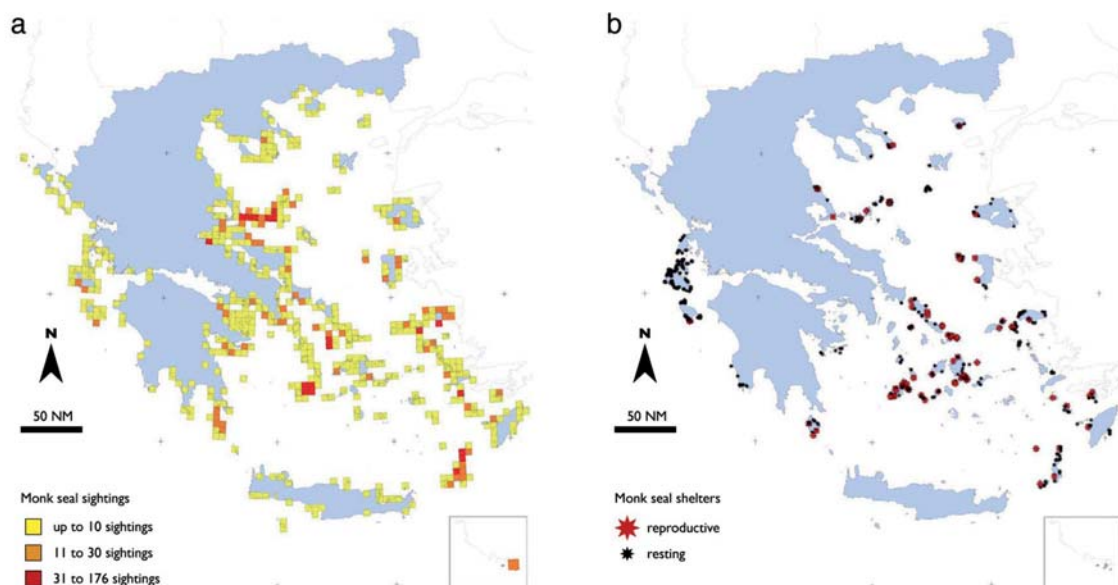 a
N
50 NM
Monk seal sightings
up to 10 sightings
11 to 30 sightings
31 to 176 sightings
b
N
50 NM
Monk seal shelters
reproductive
resting